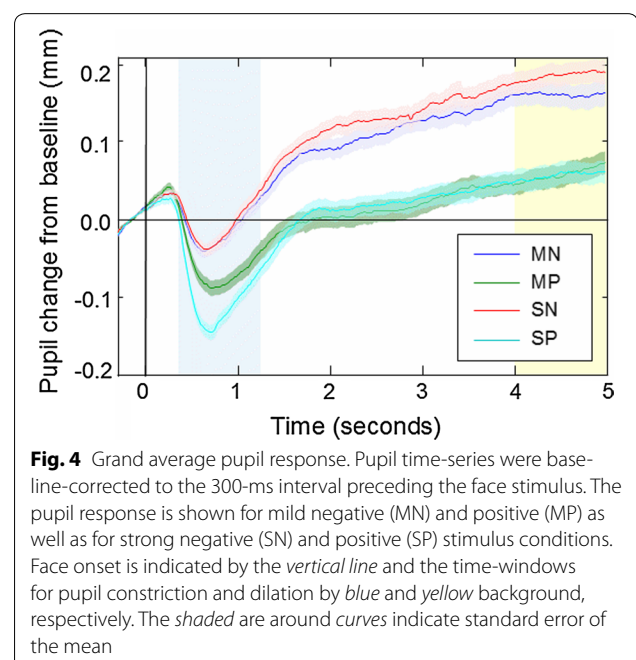 Pupil change from baseline (mm)
0.2
0.1
0.0
-0.1
-0.2
MN
MP
SN
SP
0 1 2 3 4 5
Time (seconds)
Fig. 4 Grand average pupil response. Pupil time-series were base-
line-corrected to the 300-ms interval preceding the face stimulus. The
pupil response is shown for mild negative (MN) and positive (MP) as
well as for strong negative (SN) and positive (SP) stimulus conditions.
Face onset is indicated by the vertical line and the time-windows
for pupil constriction and dilation by blue and yellow background,
respectively. The shaded are around curves indicate standard error of
the mean